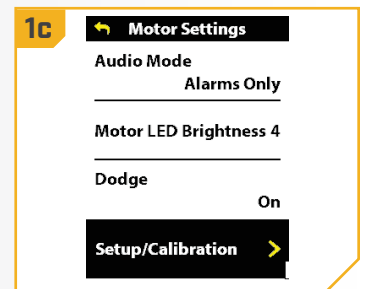 1c
Motor Settings
Audio Mode
Alarms Only
Motor LED Brightness 4
Dodge
On
Setup/Calibration